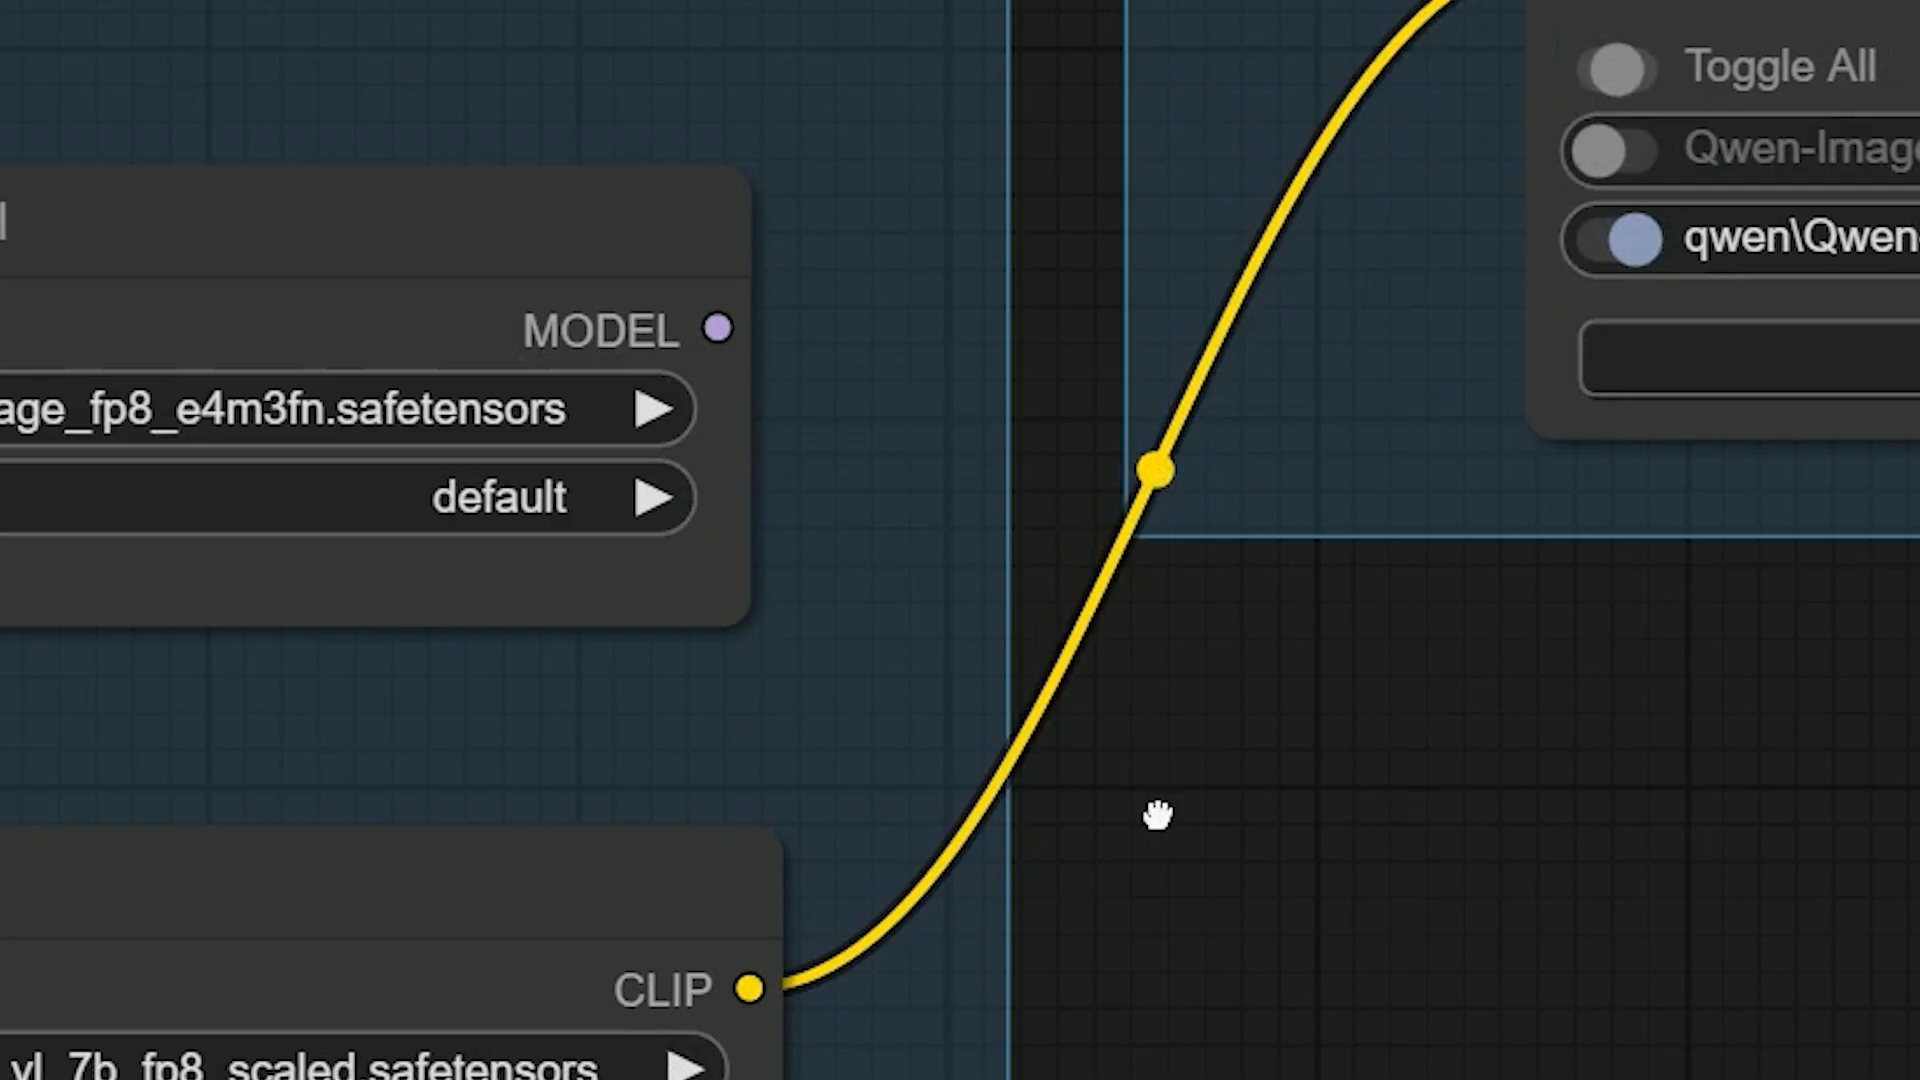 Toggle All
Qwen-Image
qwen\Qwen-
MODEL
age_fp8_e4m3fn.safetensors
default
CLIP
vl_7b_fp8_scaled.safetensors